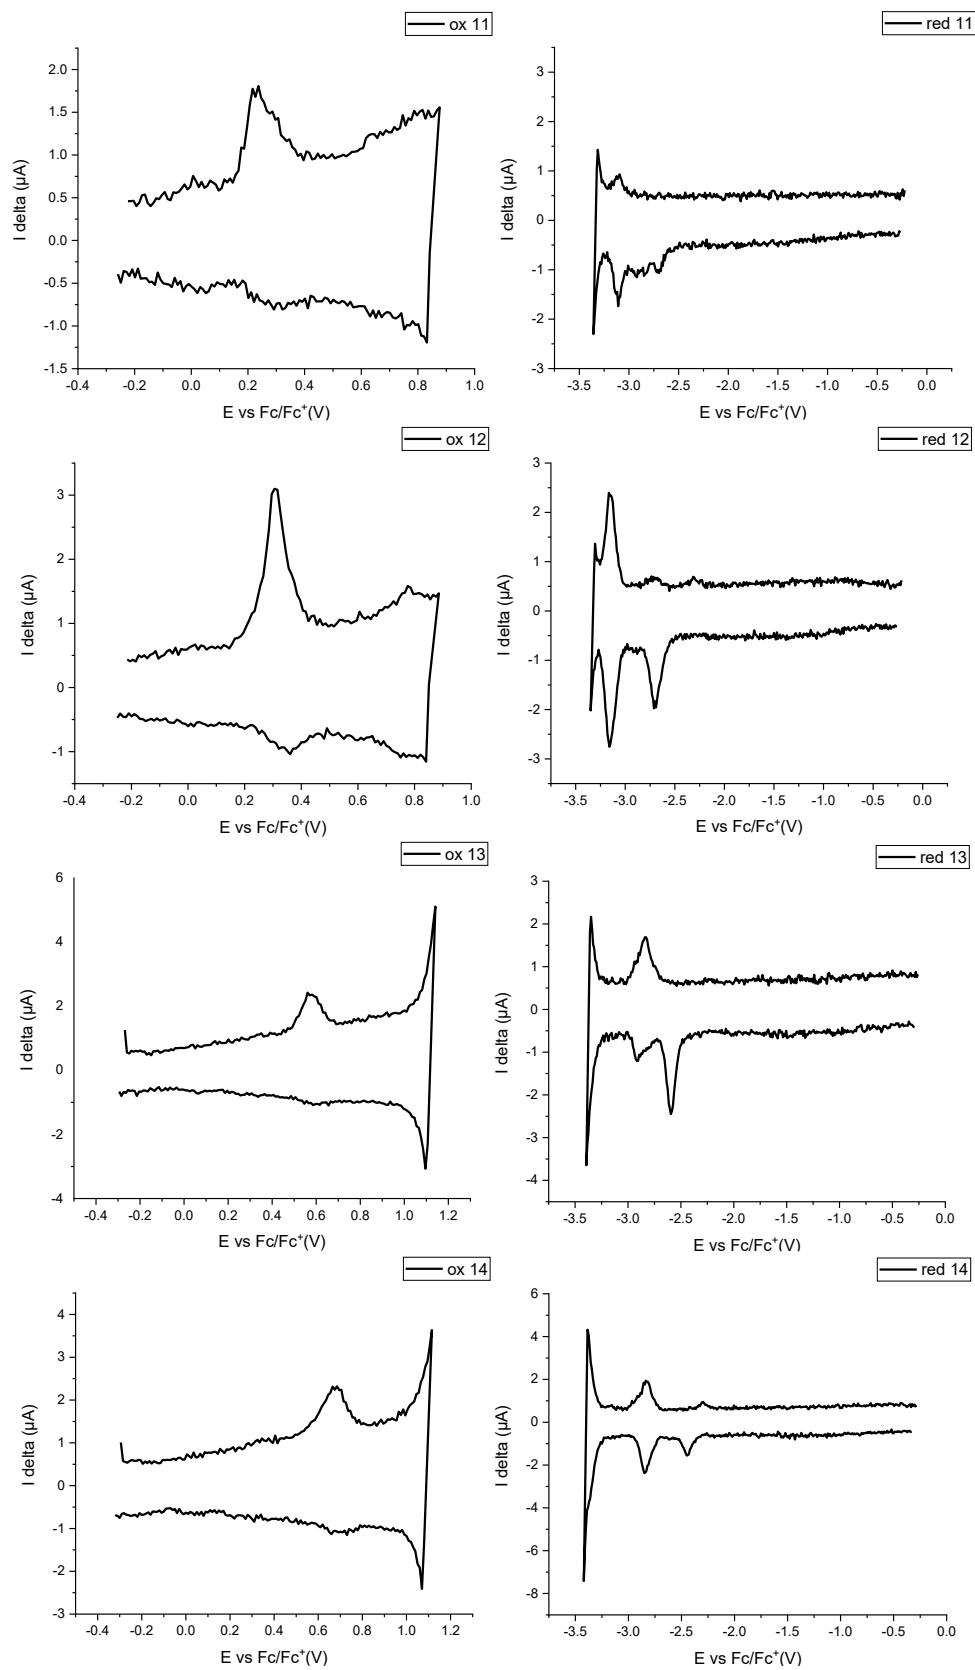 ox 11
2.0
1.5
1.0
0.5
0.0
-0.5
-1.0
-1.5
I delta (µA)
-0.4 -0.2 0.0 0.2 0.4 0.6 0.8 1.0
E vs Fc/Fc⁺(V)
red 11
3
2
1
0
-1
-2
-3
I delta (µA)
-3.5 -3.0 -2.5 -2.0 -1.5 -1.0 -0.5 0.0
E vs Fc/Fc⁺(V)
ox 12
3
2
1
0
-1
I delta (µA)
-0.4 -0.2 0.0 0.2 0.4 0.6 0.8 1.0
E vs Fc/Fc⁺(V)
red 12
3
2
1
0
-1
-2
-3
I delta (µA)
-3.5 -3.0 -2.5 -2.0 -1.5 -1.0 -0.5 0.0
E vs Fc/Fc⁺(V)
ox 13
6
4
2
0
-2
-4
I delta (µA)
-0.4 -0.2 0.0 0.2 0.4 0.6 0.8 1.0 1.2
E vs Fc/Fc⁺(V)
red 13
3
2
1
0
-1
-2
-3
-4
I delta (µA)
-3.5 -3.0 -2.5 -2.0 -1.5 -1.0 -0.5 0.0
E vs Fc/Fc⁺(V)
ox 14
4
3
2
1
0
-1
-2
-3
I delta (µA)
-0.4 -0.2 0.0 0.2 0.4 0.6 0.8 1.0 1.2
E vs Fc/Fc⁺(V)
red 14
6
4
2
0
-2
-4
-6
-8
I delta (µA)
-3.5 -3.0 -2.5 -2.0 -1.5 -1.0 -0.5 0.0
E vs Fc/Fc⁺(V)